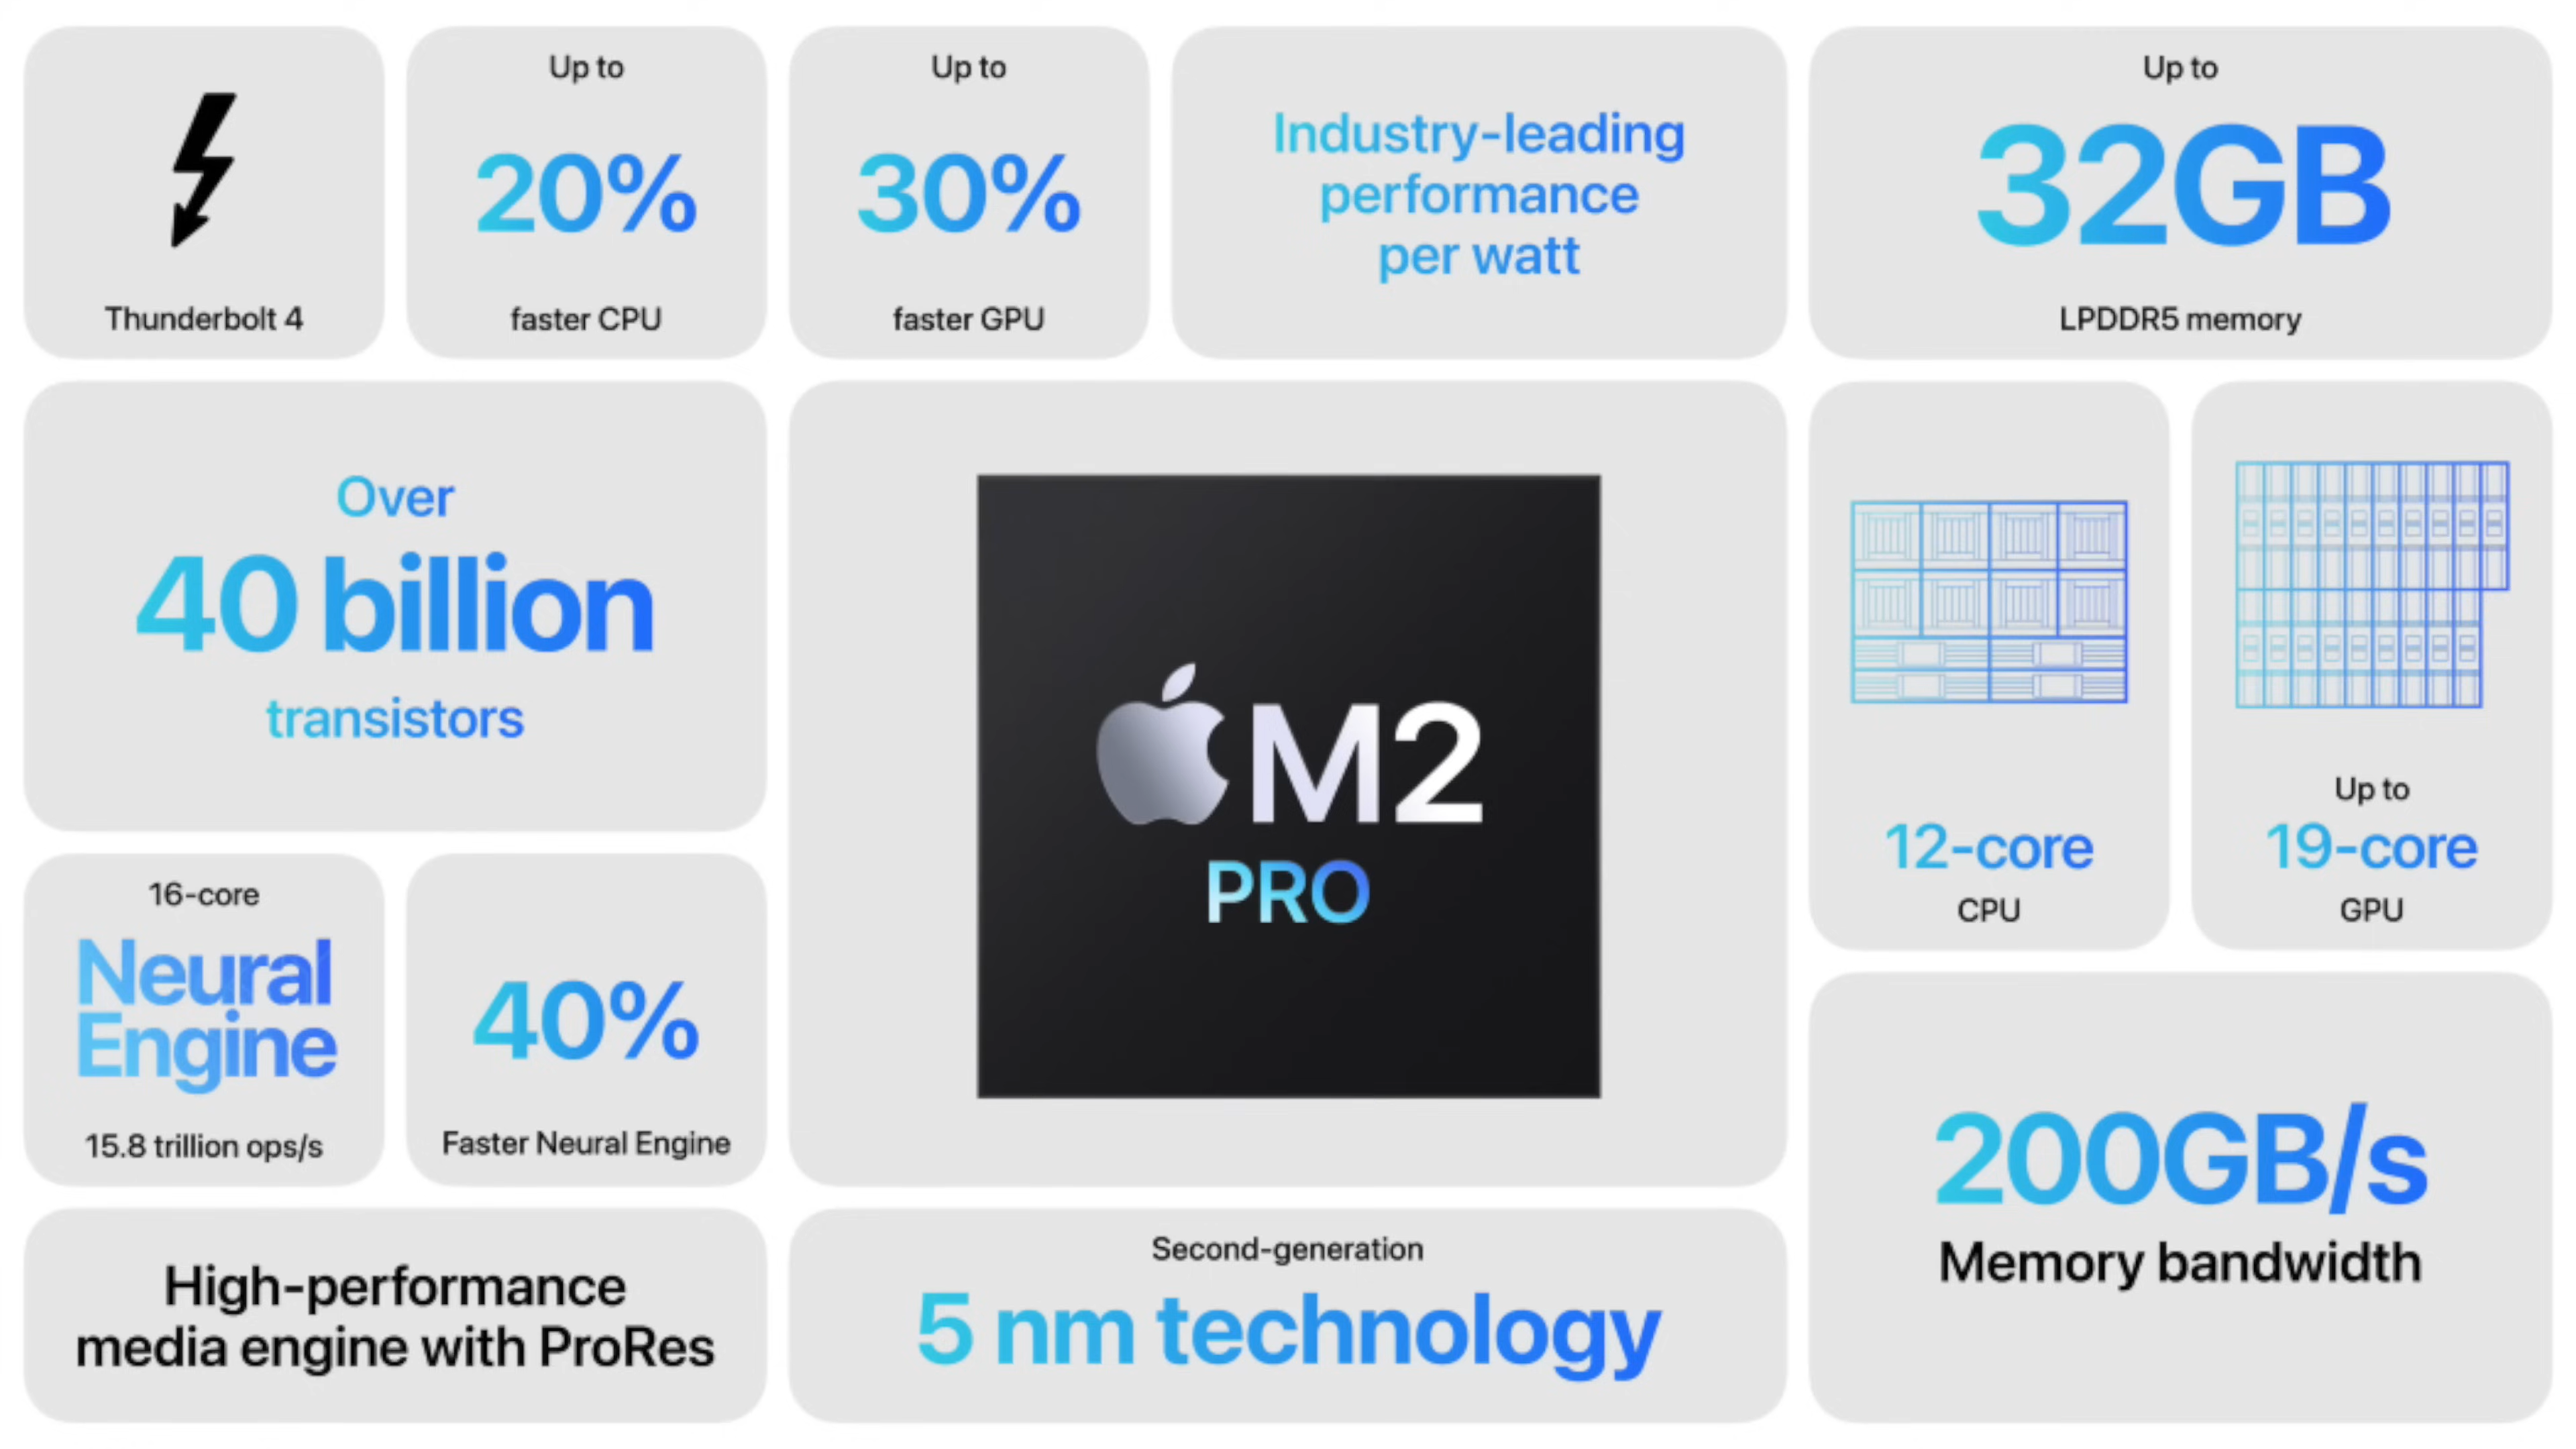 Thunderbolt 4
Up to
20%
faster CPU
Up to
30%
faster GPU
Industry-leading
performance
per watt
Up to
32GB
LPDDR5 memory
Over
40 billion
transistors
M2
PRO
12-core
CPU
Up to
19-core
GPU
16-core
Neural
Engine
15.8 trillion ops/s
40%
Faster Neural Engine
200GB/s
Memory bandwidth
High-performance
media engine with ProRes
Second-generation
5 nm technology